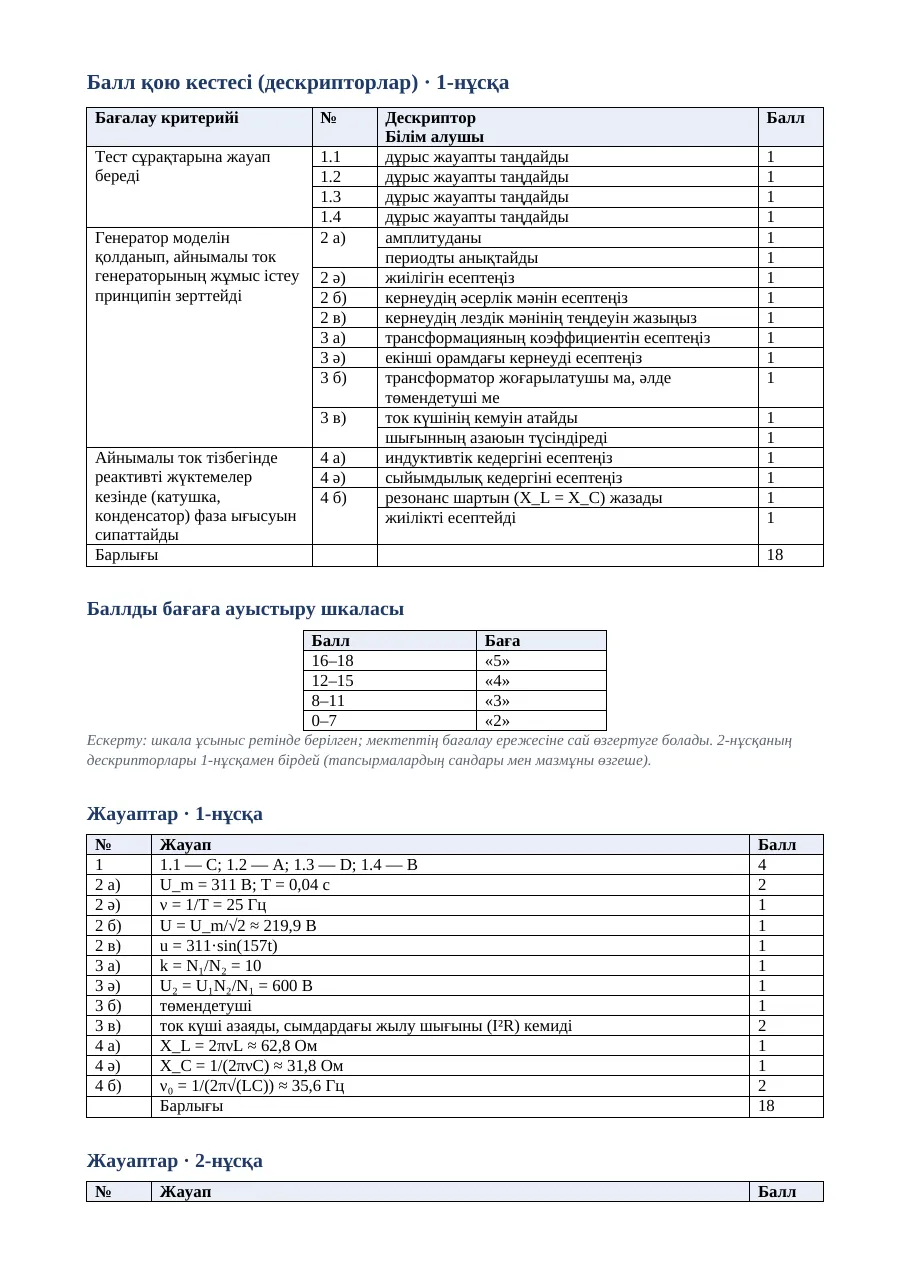 Балл қою кестесі (дескрипторлар) · 1-нұсқа
Бағалау критерийі № Дескриптор Балл
Білім алушы
Тест сұрақтарына жауап 1.1 дұрыс жауапты таңдайды 1
береді 1.2 дұрыс жауапты таңдайды 1
1.3 дұрыс жауапты таңдайды 1
1.4 дұрыс жауапты таңдайды 1
Генератор моделін 2 а) амплитуданы 1
қолданып, айнымалы ток периодты анықтайды 1
генераторының жұмыс істеу 2 ә) жиілігін есептеңіз 1
принципін зерттейді 2 б) кернеудің әсерлік мәнін есептеңіз 1
2 в) кернеудің лездік мәнінің теңдеуін жазыңыз 1
3 а) трансформацияның коэффициентін есептеңіз 1
3 ә) екінші орамдағы кернеуді есептеңіз 1
3 б) трансформатор жоғарылатушы ма, әлде 1
төмендетуші ме
3 в) ток күшінің кемуін атайды 1
шығынның азаюын түсіндіреді 1
Айнымалы ток тізбегінде 4 а) индуктивтік кедергіні есептеңіз 1
реактивті жүктемелер 4 ә) сыйымдылық кедергіні есептеңіз 1
кезінде (катушка, 4 б) резонанс шартын (X_L = X_C) жазады 1
конденсатор) фаза ығысуын жиілікті есептейді 1
сипаттайды
Барлығы 18
Баллды бағаға ауыстыру шкаласы
Балл Баға
16–18 «5»
12–15 «4»
8–11 «3»
0–7 «2»
Ескерту: шкала ұсыныс ретінде берілген; мектептің бағалау ережесіне сай өзгертуге болады. 2-нұсқаның
дескрипторлары 1-нұсқамен бірдей (тапсырмалардың сандары мен мазмұны өзгеше).
Жауаптар · 1-нұсқа
№ Жауап Балл
1 1.1 — C; 1.2 — A; 1.3 — D; 1.4 — B 4
2 а) U_m = 311 В; T = 0,04 с 2
2 ә) ν = 1/T = 25 Гц 1
2 б) U = U_m/√2 ≈ 219,9 В 1
2 в) u = 311·sin(157t) 1
3 а) k = N₁/N₂ = 10 1
3 ә) U₂ = U₁N₂/N₁ = 600 В 1
3 б) төмендетуші 1
3 в) ток күші азаяды, сымдардағы жылу шығыны (I²R) кемиді 2
4 а) X_L = 2πνL ≈ 62,8 Ом 1
4 ә) X_C = 1/(2πνC) ≈ 31,8 Ом 1
4 б) ν₀ = 1/(2π√(LC)) ≈ 35,6 Гц 2
Барлығы 18
Жауаптар · 2-нұсқа
№ Жауап Балл